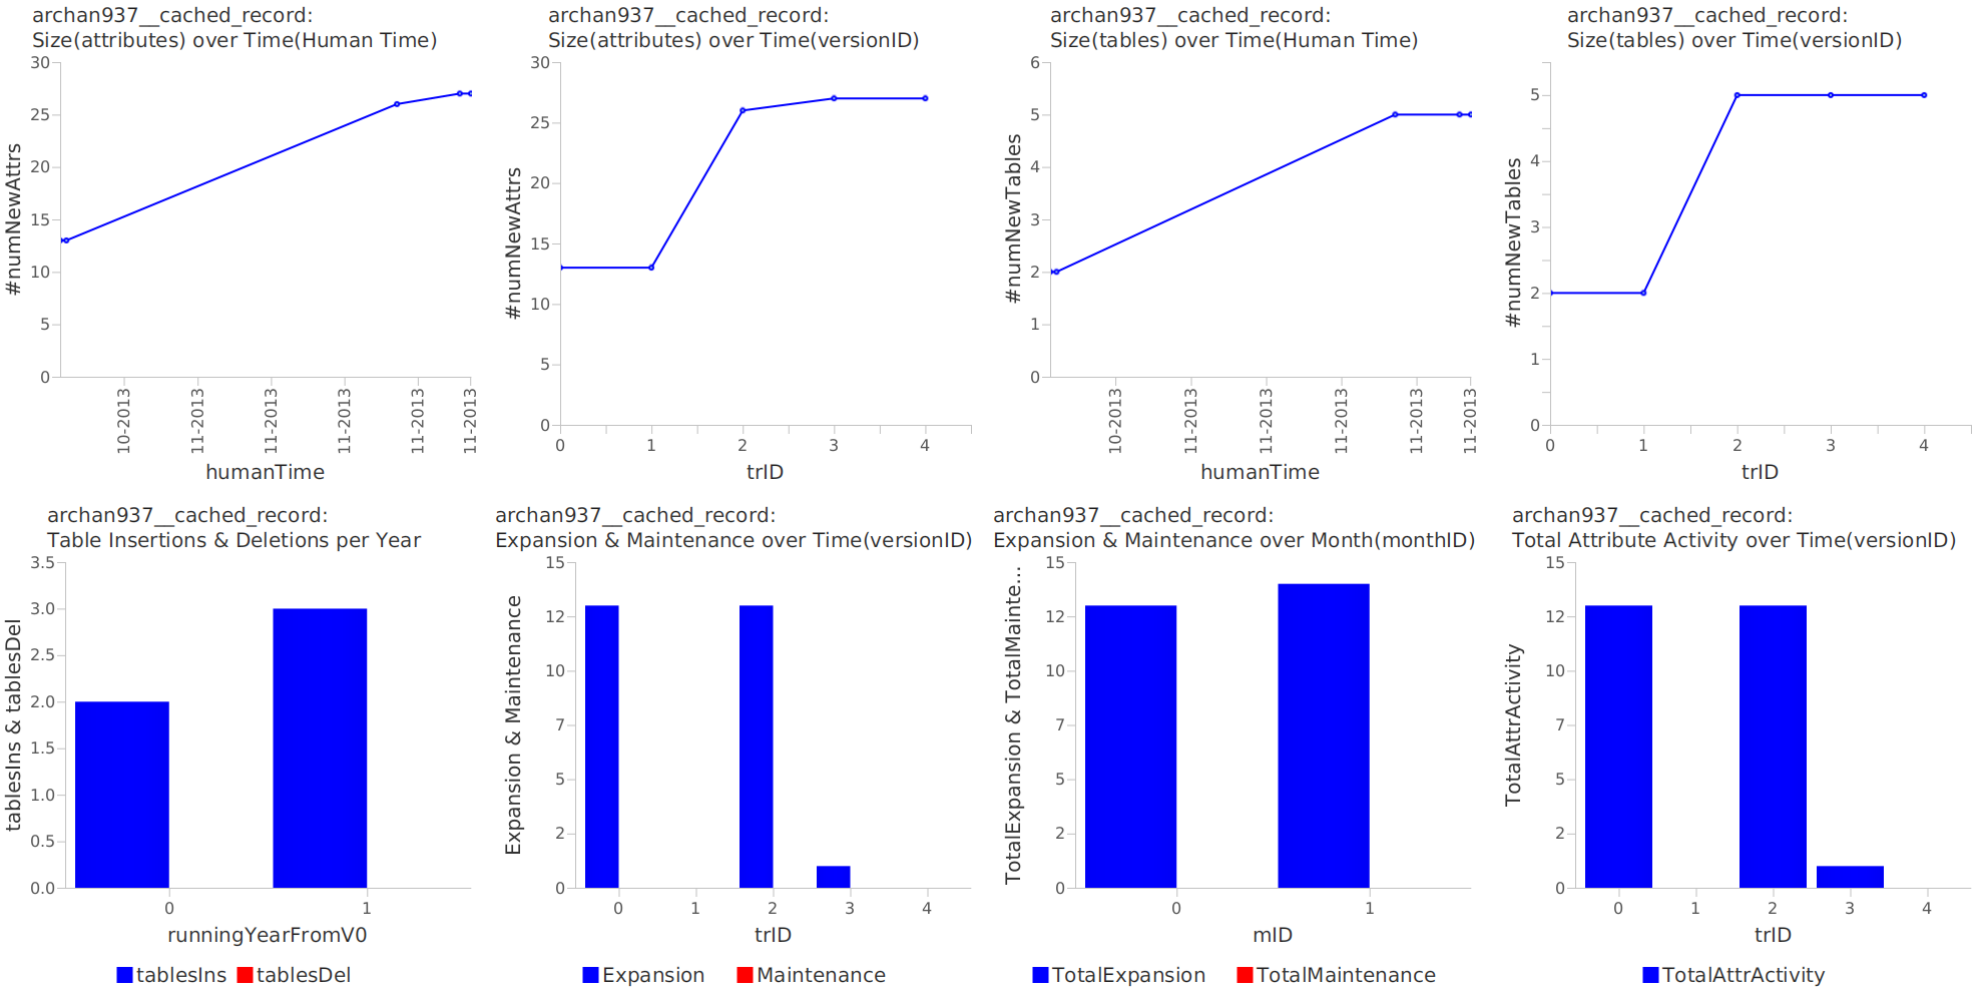 archan937__cached_record:
Size(attributes) over Time(Human Time)
30
25
20
15
10
5
0
#numNewAttrs
10-2013
11-2013
11-2013
11-2013
11-2013
11-2013
humanTime
archan937__cached_record:
Size(attributes) over Time(versionID)
30
25
20
15
10
5
0
#numNewAttrs
0
1
2
3
4
trID
archan937__cached_record:
Size(tables) over Time(Human Time)
6
5
4
3
2
1
0
#numNewTables
10-2013
11-2013
11-2013
11-2013
11-2013
11-2013
humanTime
archan937__cached_record:
Size(tables) over Time(versionID)
5
4
3
2
1
0
#numNewTables
0
1
2
3
4
trID
archan937__cached_record:
Table Insertions & Deletions per Year
3.5
3.0
2.5
2.0
1.5
1.0
0.5
0.0
tablesIns & tablesDel
0
1
runningYearFromV0
tablesIns
tablesDel
archan937__cached_record:
Expansion & Maintenance over Time(versionID)
15
12
10
7
5
2
0
Expansion & Maintenance
0
1
2
3
4
trID
Expansion
Maintenance
archan937__cached_record:
Expansion & Maintenance over Month(monthID)
15
12
10
7
5
2
0
TotalExpansion & TotalMainte...
0
1
mID
TotalExpansion
TotalMaintenance
archan937__cached_record:
Total Attribute Activity over Time(versionID)
15
12
10
7
5
2
0
TotalAttrActivity
0
1
2
3
4
trID
TotalAttrActivity